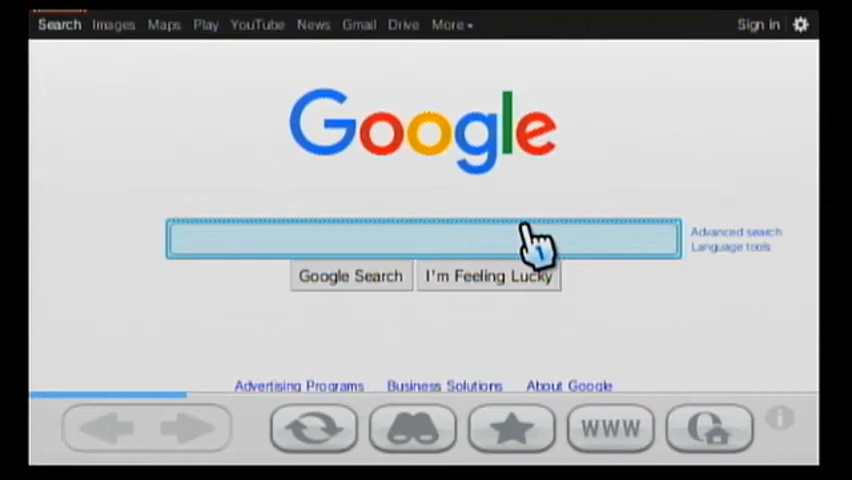 Search Images Maps Play YouTube News Gmail Drive More Sign in
Google
Advanced search
Language tools
Google Search I'm Feeling Lucky
Advertising Programs Business Solutions About Google
WWW